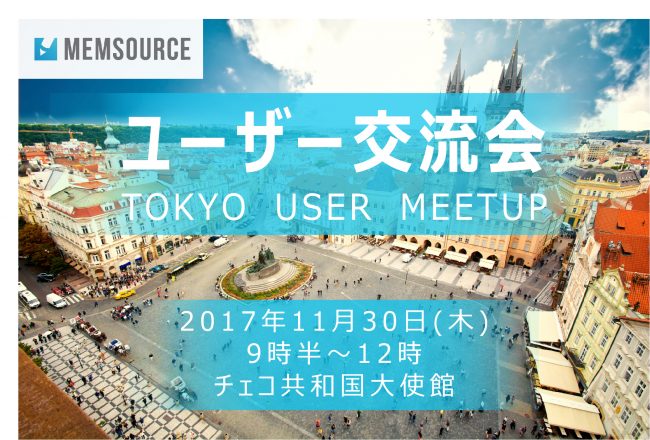 MEMSOURCE
ユーザー交流会
TOKYO USER MEETUP
2017年11月30日(木)
9時半～12時
チェコ共和国大使館